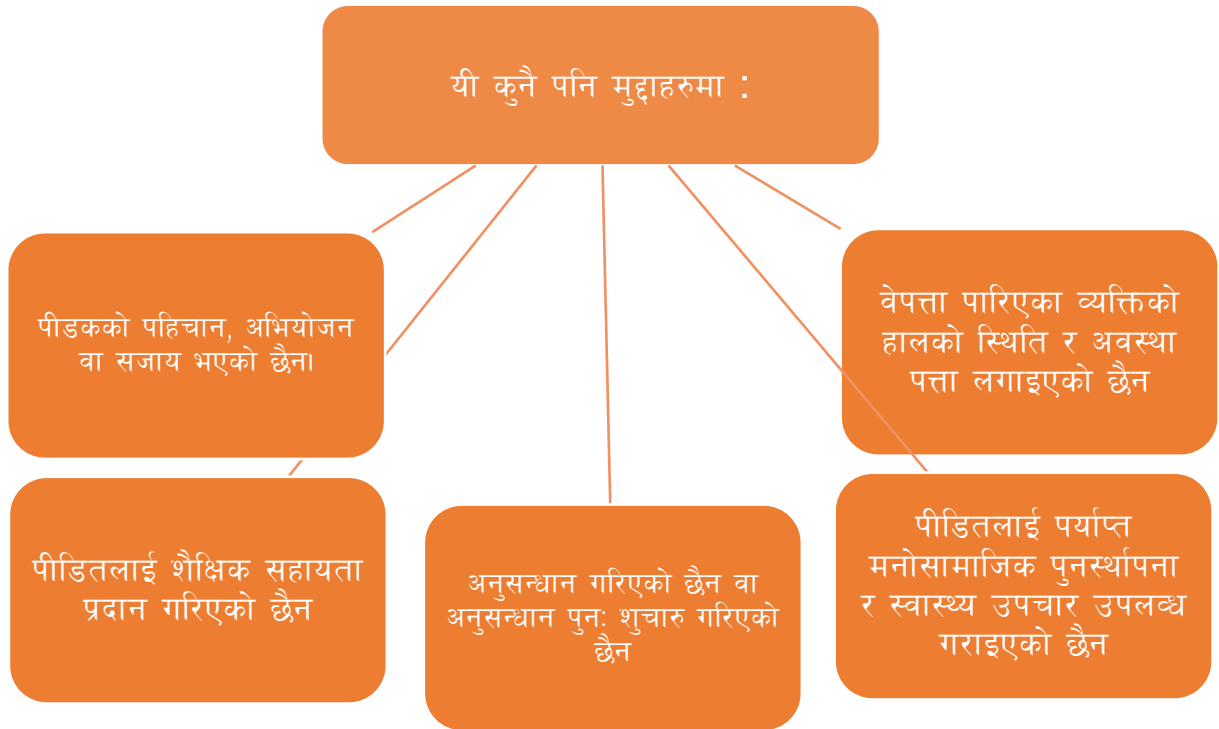 यी कुनै पनि मुद्दाहरुमा :
पीडकको पहिचान, अभियोजन
वा सजाय भएको छैन।
वेपत्ता पारिएका व्यक्तिको
हालको स्थिति र अवस्था
पत्ता लगाइएको छैन
पीडितलाई शैक्षिक सहायता
प्रदान गरिएको छैन
अनुसन्धान गरिएको छैन वा
अनुसन्धान पुनः शुचारु गरिएको
छैन
पीडितलाई पर्याप्त
मनोसामाजिक पुनर्स्थापना
र स्वास्थ्य उपचार उपलव्ध
गराइएको छैन